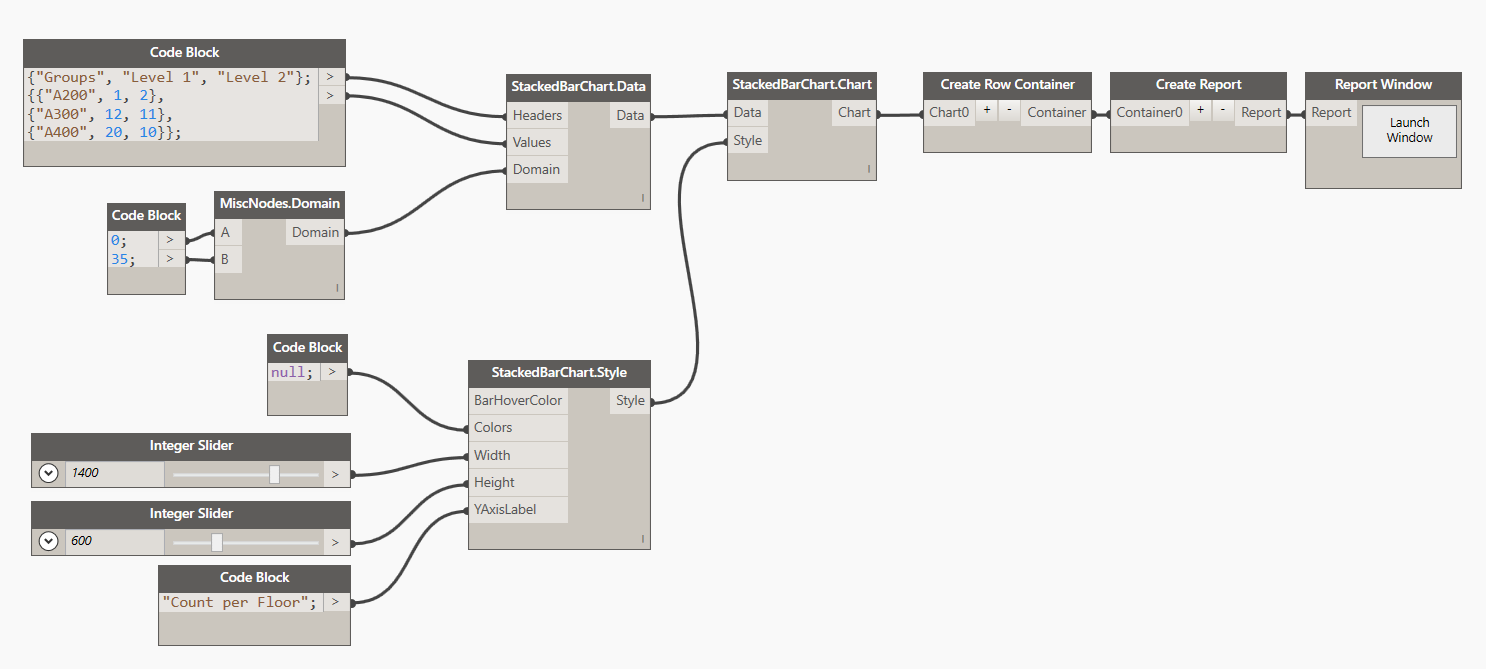 Code Block
{"Groups", "Level 1", "Level 2"}; >
{{"A200", 1, 2}, >
{"A300", 12, 11},
{"A400", 20, 10}};
StackedBarChart.Data
Headers Data
Values
Domain
l
StackedBarChart.Chart
Data Chart
Style
l
Create Row Container
Chart0 + - Container
Create Report
Container0 + - Report
Report Window
Report Launch
Window
Code Block
0; >
35; >
MiscNodes.Domain
A Domain
B
l
Code Block
null; >
StackedBarChart.Style
BarHoverColor Style
Colors
Width
Height
YAxisLabel
l
Integer Slider
1400 >
Integer Slider
600 >
Code Block
"Count per Floor"; >